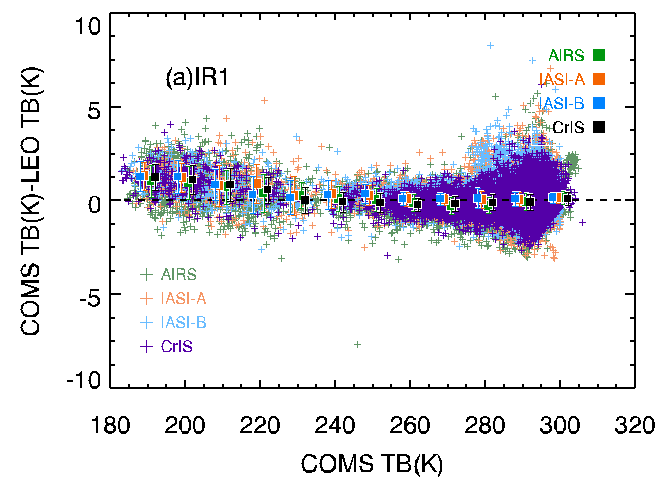 10
5
0
-5
-10
COMS TB(K)-LEO TB(K)
(a)IR1
AIRS
IASI-A
IASI-B
CrIS
AIRS
IASI-A
IASI-B
CrIS
180 200 220 240 260 280 300 320
COMS TB(K)